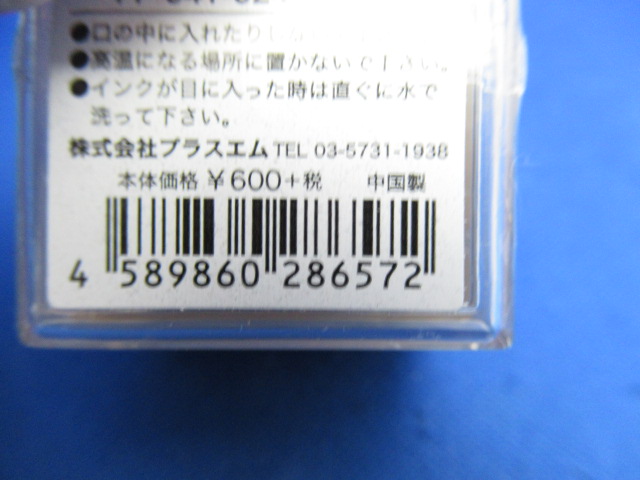 ●口の中に入れたり
●高温になる場所に置かないで下さい。
●インクが目に入った時は直ぐに水で
洗って下さい。
株式会社プラスエム TEL 03-5731-1938
本体価格 ¥600+税 中国製
4 589860 286572